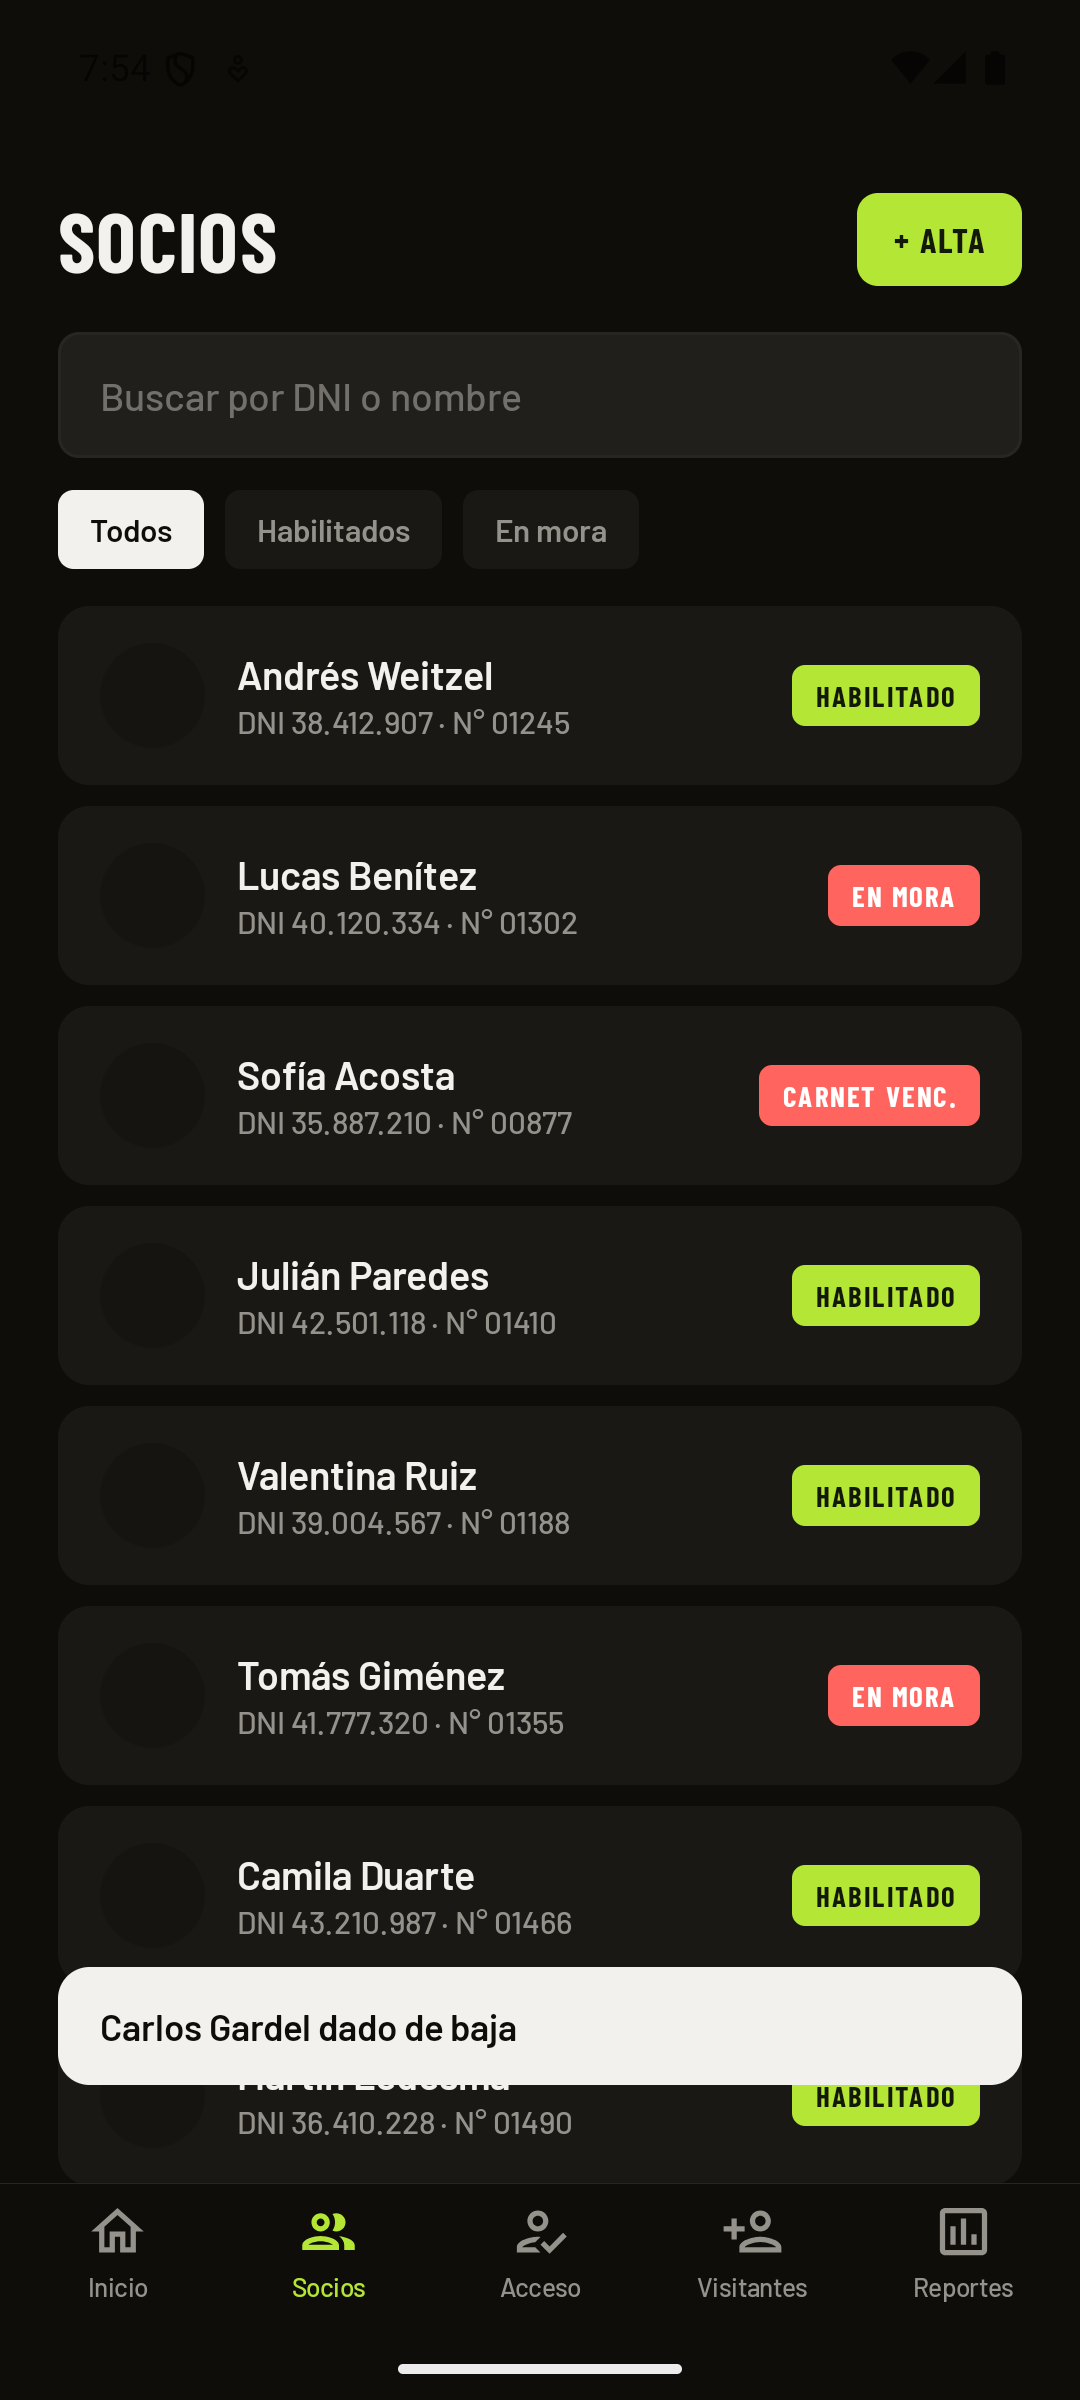 7:54
SOCIOS
+ ALTA
Buscar por DNI o nombre
Todos
Habilitados
En mora
Andrés Weitzel
DNI 38.412.907 · N° 01245
HABILITADO
Lucas Benítez
DNI 40.120.334 · N° 01302
EN MORA
Sofía Acosta
DNI 35.887.210 · N° 00877
CARNET VENC.
Julián Paredes
DNI 42.501.118 · N° 01410
HABILITADO
Valentina Ruiz
DNI 39.004.567 · N° 01188
HABILITADO
Tomás Giménez
DNI 41.777.320 · N° 01355
EN MORA
Camila Duarte
DNI 43.210.987 · N° 01466
HABILITADO
Carlos Gardel dado de baja
DNI 36.410.228 · N° 01490
HABILITADO
Inicio
Socios
Acceso
Visitantes
Reportes